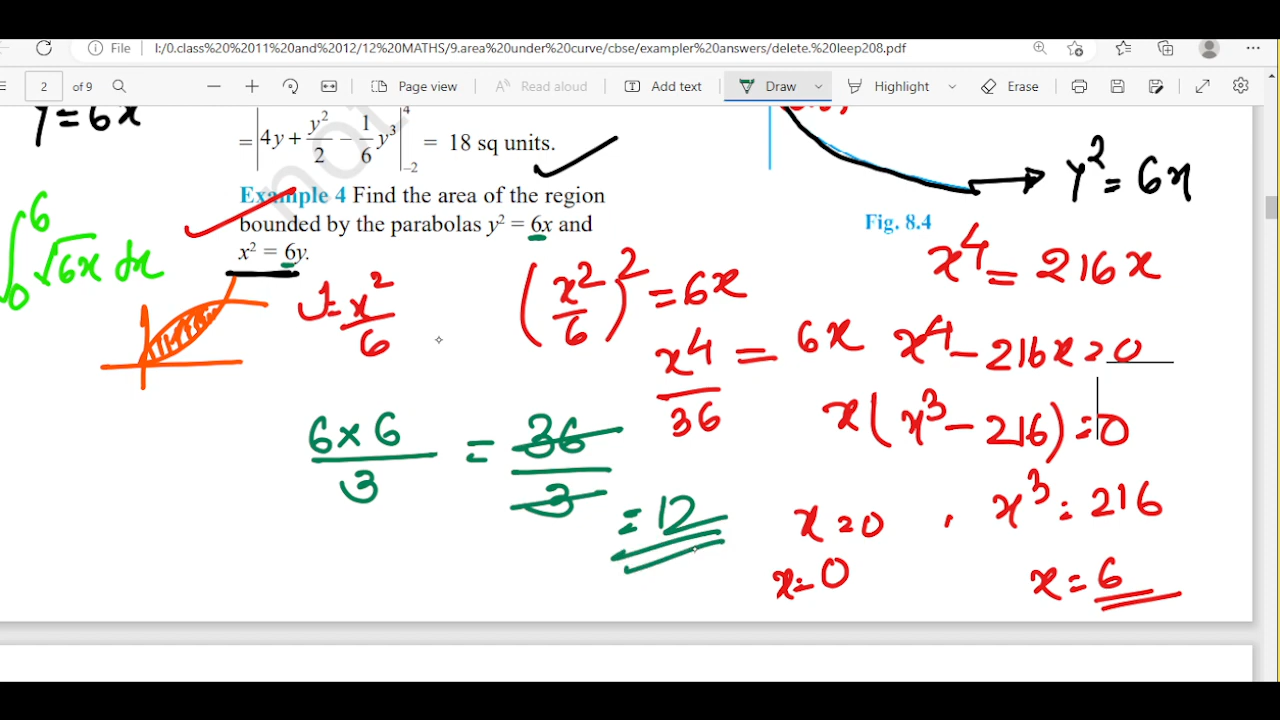 File
I:/0.class%20%2011%20and%2012/12%20MATHS/9.area%20under%20curve/cbse/exampler%20answers/delete.%20leep208.pdf
2 of 9
Page view
Read aloud
Add text
Draw
Highlight
Erase
y = 6x
= |4y + y²/2 − 1/6 y³|₋₂⁴ = 18 sq units.
Example 4 Find the area of the region
bounded by the parabolas y² = 6x and
x² = 6y.
not
y² = 6x
Fig. 8.4
∫₀⁶ √6x dx
y = x²/6
(x²/6)² = 6x
x⁴/36 = 6x
x⁴ = 216x
x⁴ − 216x = 0
x(x³ − 216) = 0
x = 0 , x³ = 216
x = 0 x = 6
6 × 6/3 = 36/3
= 12